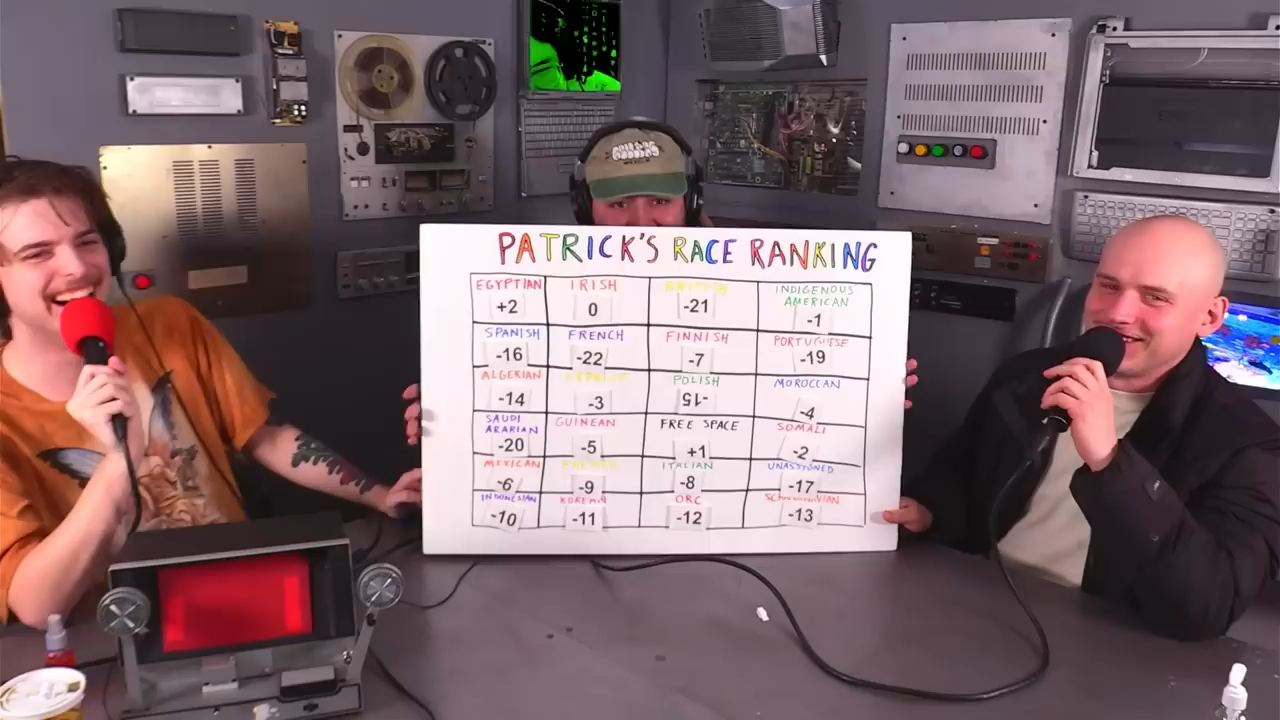 PATRICK'S RACE RANKING
EGYPTIAN IRISH BRITISH INDIGENOUS AMERICAN
+2 0 -21 -1
SPANISH FRENCH FINNISH PORTUGUESE
-16 -22 -7 -19
ALGERIAN POLISH MOROCCAN
-14 -3 -15 -4
SAUDI ARABIAN GUINEAN FREE SPACE SOMALI
-20 -5 +1 -2
MEXICAN ITALIAN UNASSIGNED
-6 -9 -8 -17
INDONESIAN KOREAN ORC
-10 -11 -12 -13